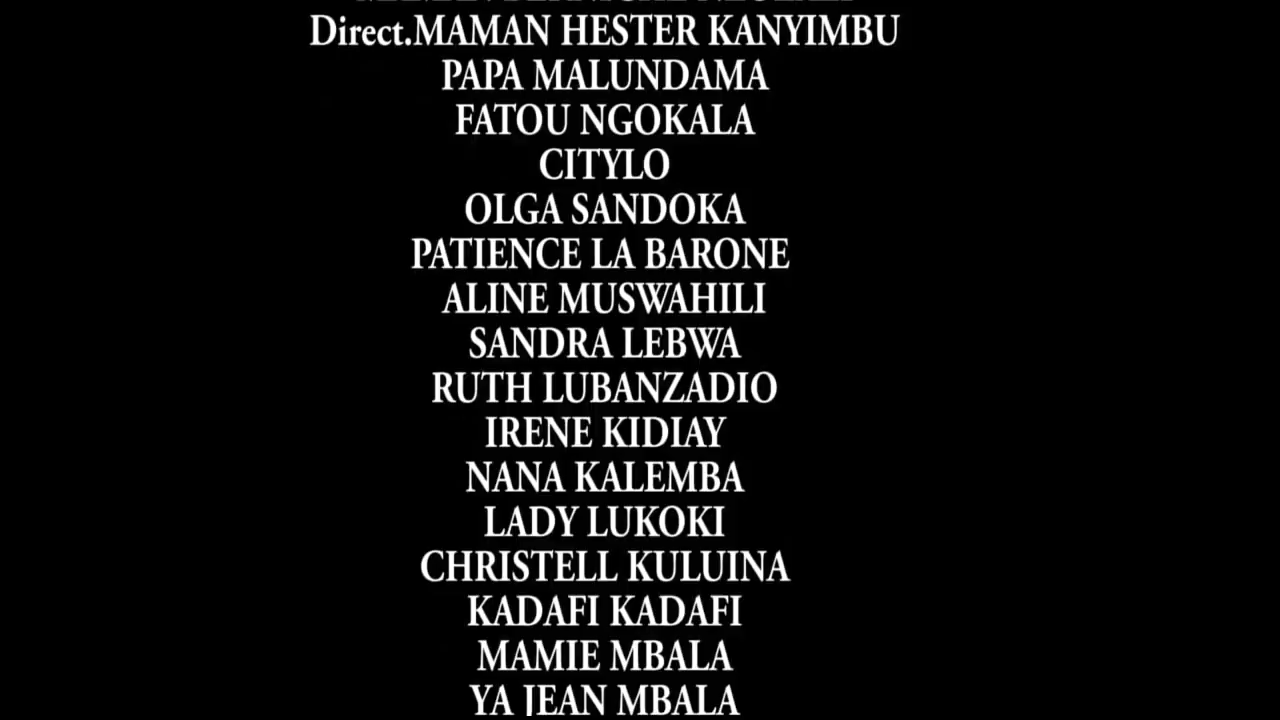 Direct.MAMAN HESTER KANYIMBU
PAPA MALUNDAMA
FATOU NGOKALA
CITYLO
OLGA SANDOKA
PATIENCE LA BARONE
ALINE MUSWAHILI
SANDRA LEBWA
RUTH LUBANZADIO
IRENE KIDIAY
NANA KALEMBA
LADY LUKOKI
CHRISTELL KULUINA
KADAFI KADAFI
MAMIE MBALA
YA JEAN MBALA